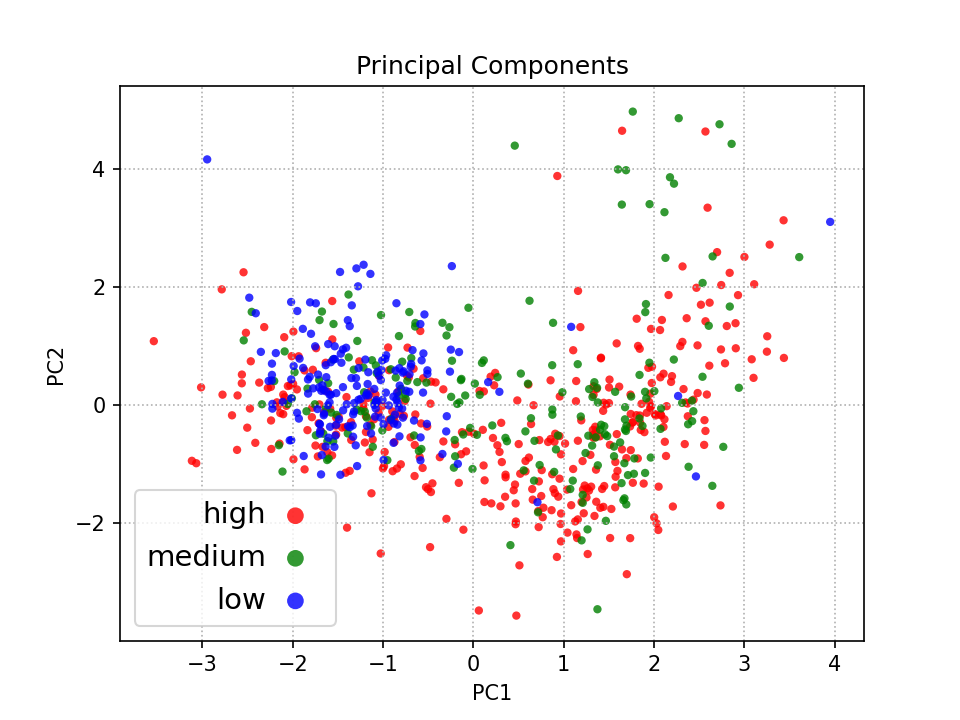 Principal Components
4
2
0
−2
PC2
high
medium
low
−3 −2 −1 0 1 2 3 4
PC1